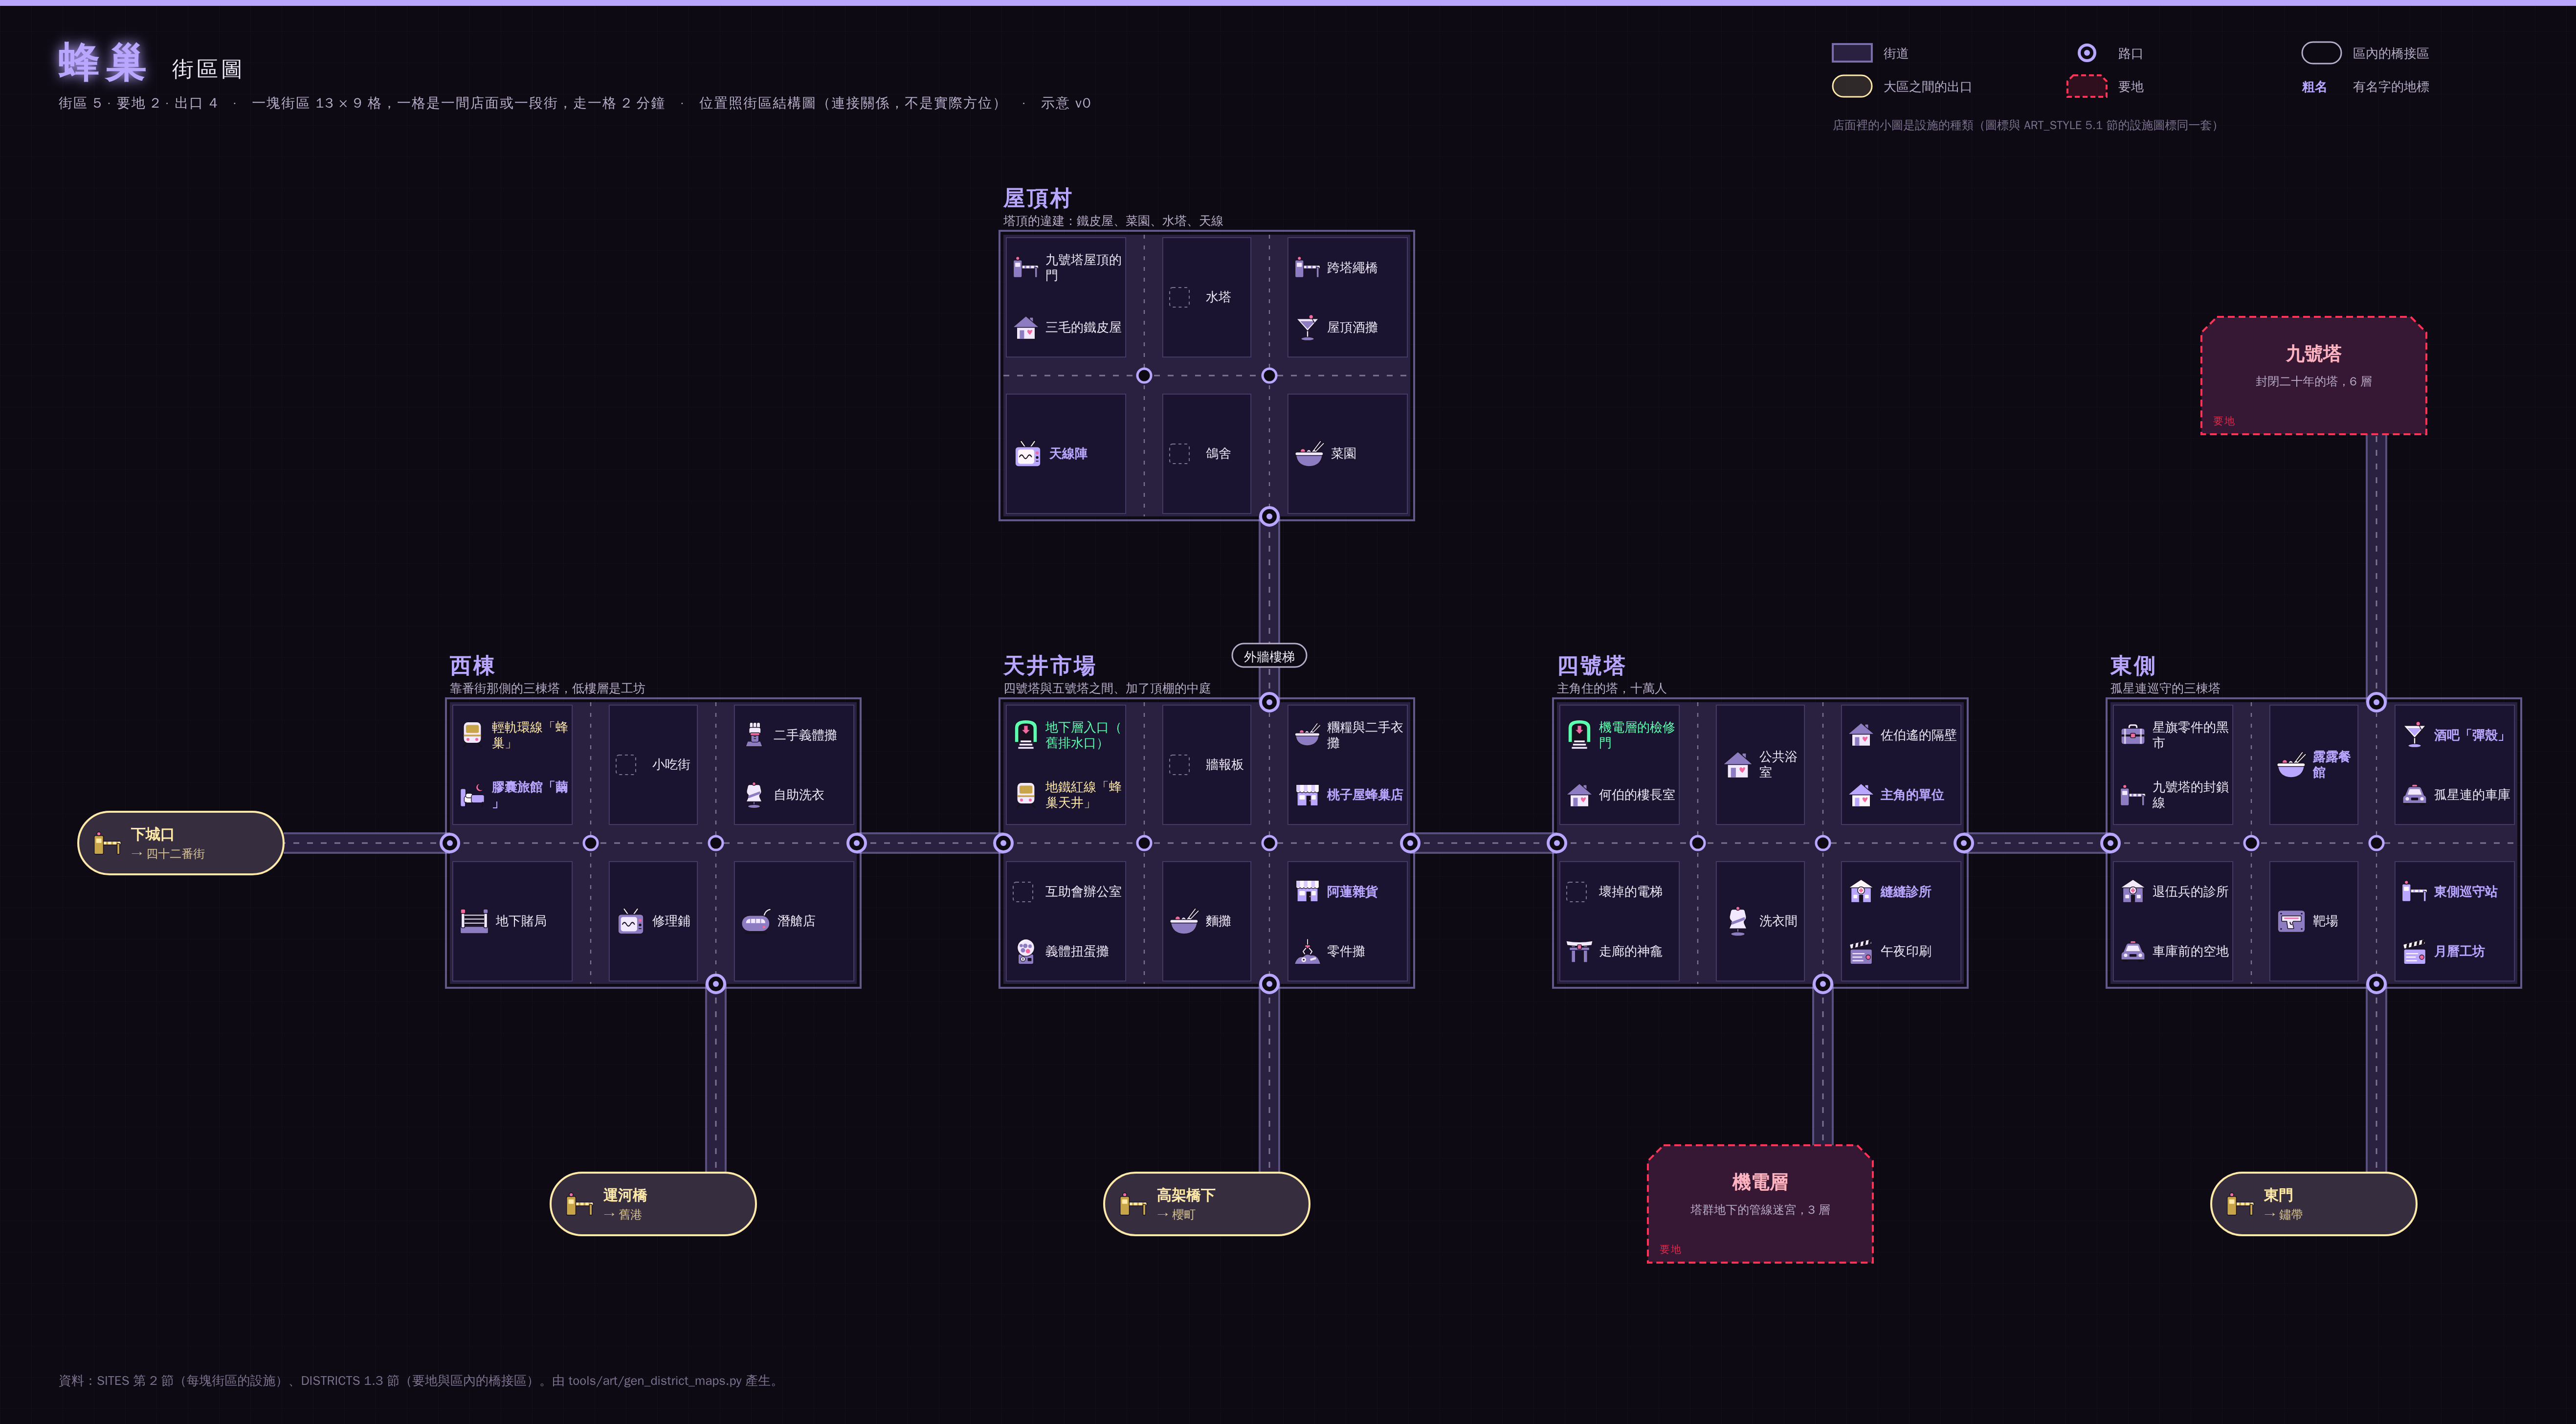 蜂巢 街區圖
街區 5 · 要地 2 · 出口 4 · 一塊街區 13 × 9 格，一格是一間店面或一段街，走一格 2 分鐘 · 位置照街區結構圖（連接關係，不是實際方位） · 示意 v0
街道
路口
區內的橋接區
大區之間的出口
要地
粗名 有名字的地標
店面裡的小圖是設施的種類（圖標與 ART_STYLE 5.1 節的設施圖標同一套）
屋頂村
塔頂的違建：鐵皮屋、菜園、水塔、天線
九號塔屋頂的
門
三毛的鐵皮屋
水塔
跨塔繩橋
屋頂酒攤
天線陣
鴿舍
菜園
九號塔
封閉二十年的塔，6 層
要地
外牆樓梯
西棟
靠番街那側的三棟塔，低樓層是工坊
輕軌環線「蜂
巢」
膠囊旅館「繭
」
小吃街
二手義體攤
自助洗衣
地下賭局
修理鋪
潛艙店
天井市場
四號塔與五號塔之間、加了頂棚的中庭
地下層入口（
舊排水口）
地鐵紅線「蜂
巢天井」
牆報板
糰糧與二手衣
攤
桃子屋蜂巢店
互助會辦公室
義體扭蛋攤
麵攤
阿蓮雜貨
零件攤
四號塔
主角住的塔，十萬人
機電層的檢修
門
何伯的樓長室
公共浴
室
佐伯遙的隔壁
主角的單位
壞掉的電梯
走廊的神龕
洗衣間
縫縫診所
午夜印刷
東側
孤星連巡守的三棟塔
星旗零件的黑
市
九號塔的封鎖
線
露露餐
館
酒吧「彈殼」
孤星連的車庫
退伍兵的診所
車庫前的空地
靶場
東側巡守站
月曆工坊
下城口
→ 四十二番街
運河橋
→ 舊港
高架橋下
→ 櫻町
機電層
塔群地下的管線迷宮，3 層
要地
東門
→ 鏽帶
資料：SITES 第 2 節（每塊街區的設施）、DISTRICTS 1.3 節（要地與區內的橋接區）。由 tools/art/gen_district_maps.py 產生。